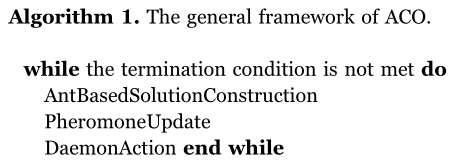 Algorithm 1. The general framework of ACO.
while the termination condition is not met do
AntBasedSolutionConstruction
PheromoneUpdate
DaemonAction end while